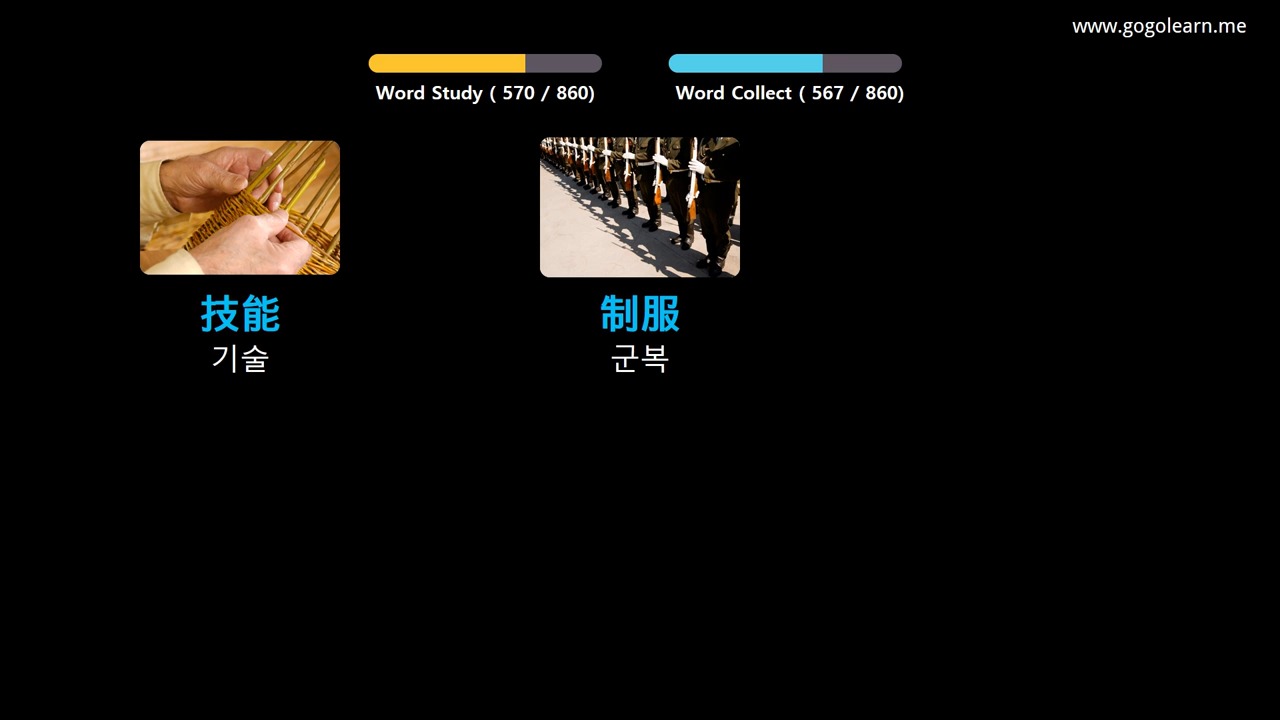 www.gogolearn.me
Word Study ( 570 / 860)
Word Collect ( 567 / 860)
技能
기술
制服
군복